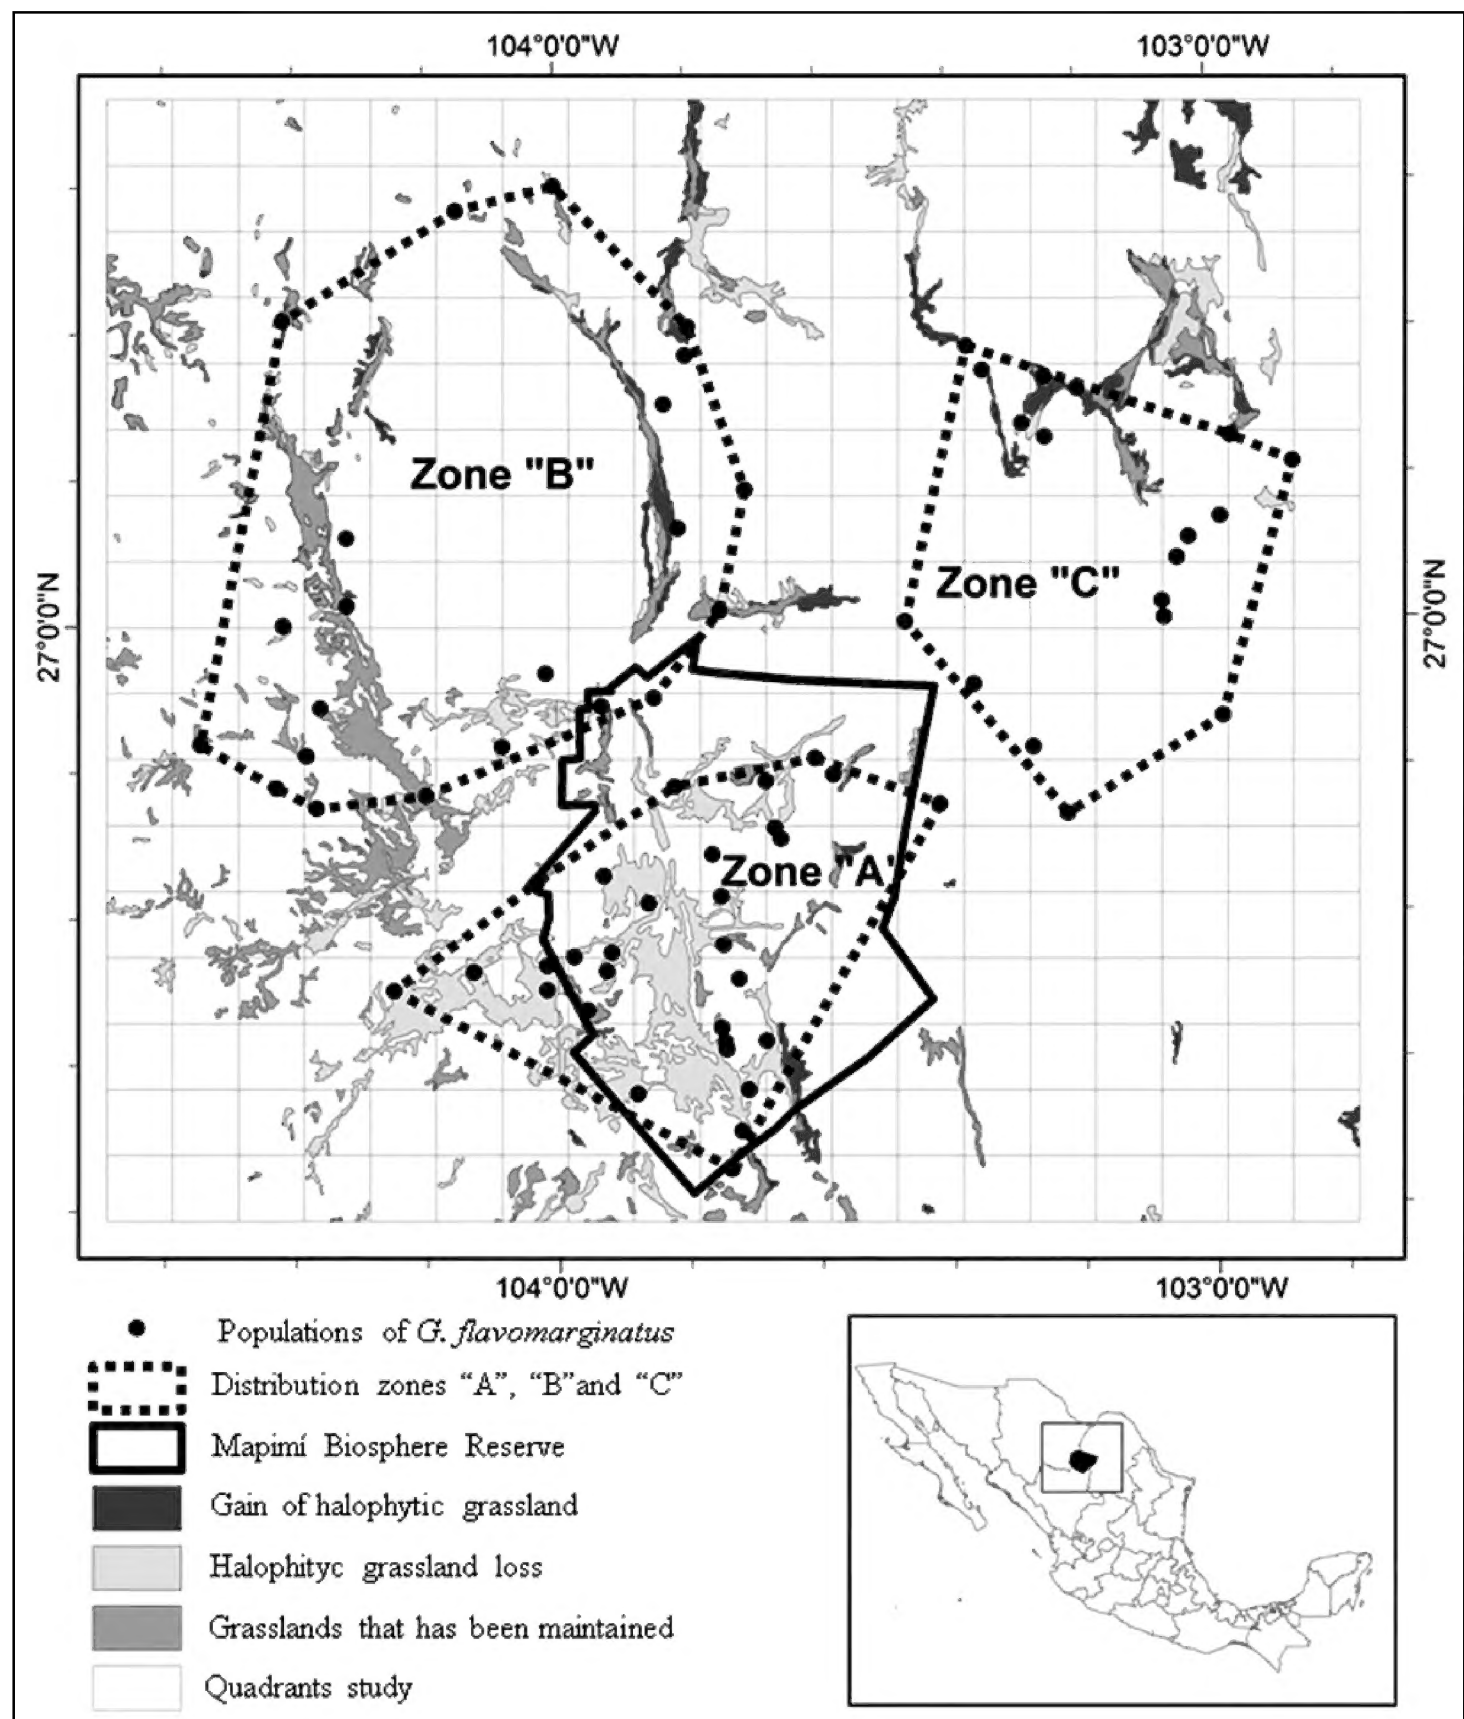 104°0'0"W 103°0'0"W
Zone "B"
Zone "C"
27°0'0"N 27°0'0"N
Zone "A'
104°0'0"W 103°0'0"W
Populations of G. flavomarginatus
Distribution zones “A”, “B”and “C”
Mapimí Biosphere Reserve
Gain of halophytic grassland
Halophityc grassland loss
Grasslands that has been maintained
Quadrants study